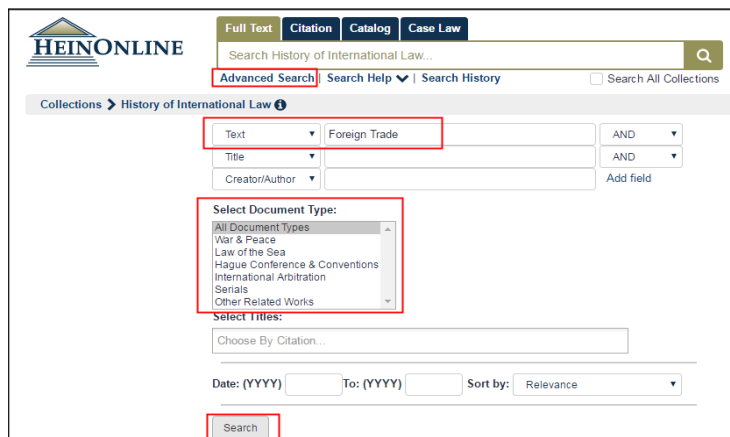 Full Text Citation Catalog Case Law
HEINONLINE
Search History of International Law...
Advanced Search | Search Help | Search History Search All Collections
Collections History of International Law
Text Foreign Trade AND
Title AND
Creator/Author Add field
Select Document Type:
All Document Types
War & Peace
Law of the Sea
Hague Conference & Conventions
International Arbitration
Serials
Other Related Works
Select Titles:
Choose By Citation...
Date: (YYYY) To: (YYYY) Sort by: Relevance
Search